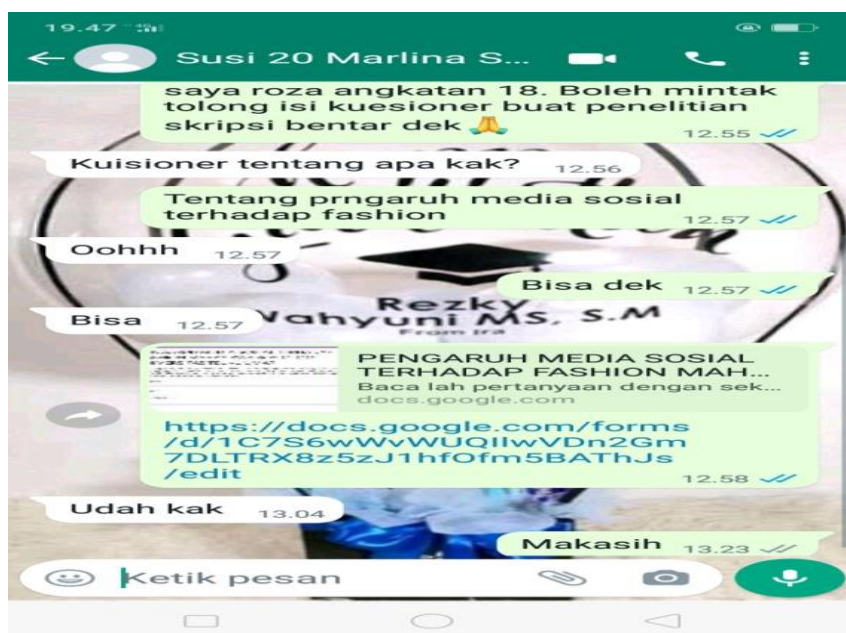 19.47
Susi 20 Marlina S...
saya roza angkatan 18. Boleh mintak
tolong isi kuesioner buat penelitian
skripsi bentar dek 🙏
12.55
Kuisioner tentang apa kak? 12.56
Tentang prngaruh media sosial
terhadap fashion
12.57
Oohhh 12.57
Bisa dek 12.57
Rezky
Wahyuni MS, S.M
From Ira
Bisa 12.57
PENGARUH MEDIA SOSIAL
TERHADAP FASHION MAH...
Baca lah pertanyaan dengan sek...
docs.google.com
https://docs.google.com/forms
/d/1C7S6wWvWUQIIwVDn2Gm
7DLTRX8z5zJ1hfOfm5BAThJs
/edit
12.58
Udah kak 13.04
Makasih 13.23
Ketik pesan